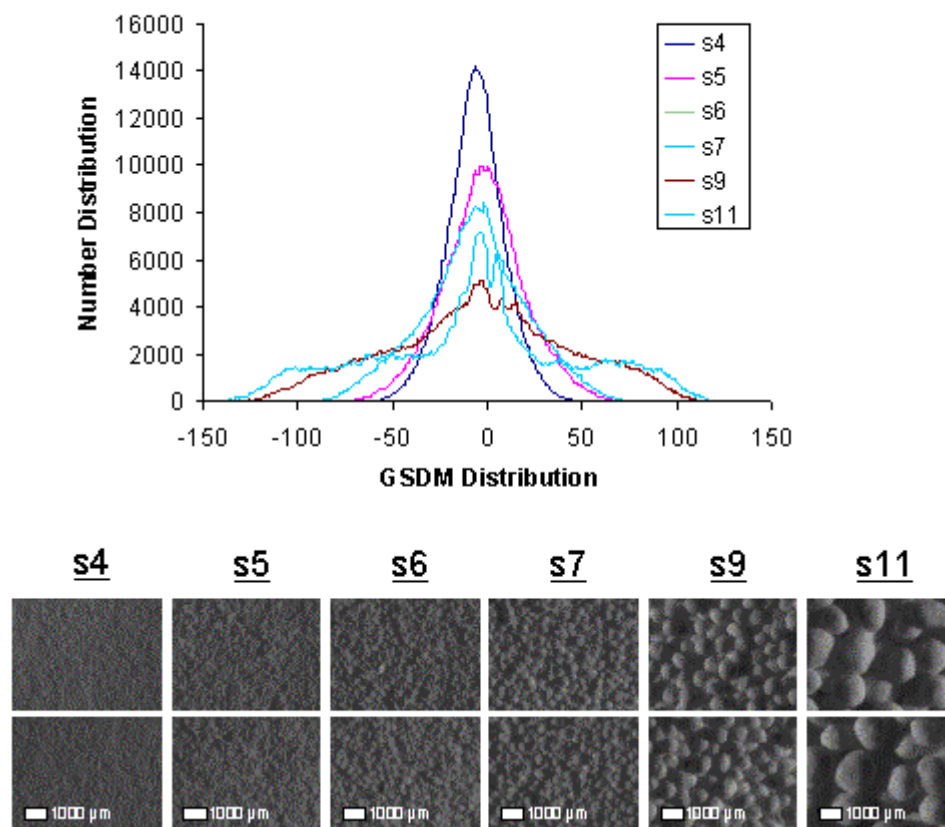 16000
14000
12000
10000
8000
6000
4000
2000
0
Number Distribution
-150 -100 -50 0 50 100 150
GSDM Distribution
s4
s5
s6
s7
s9
s11
s4 s5 s6 s7 s9 s11
1000 µm 1000 µm 1000 µm 1000 µm 1000 µm 1000 µm